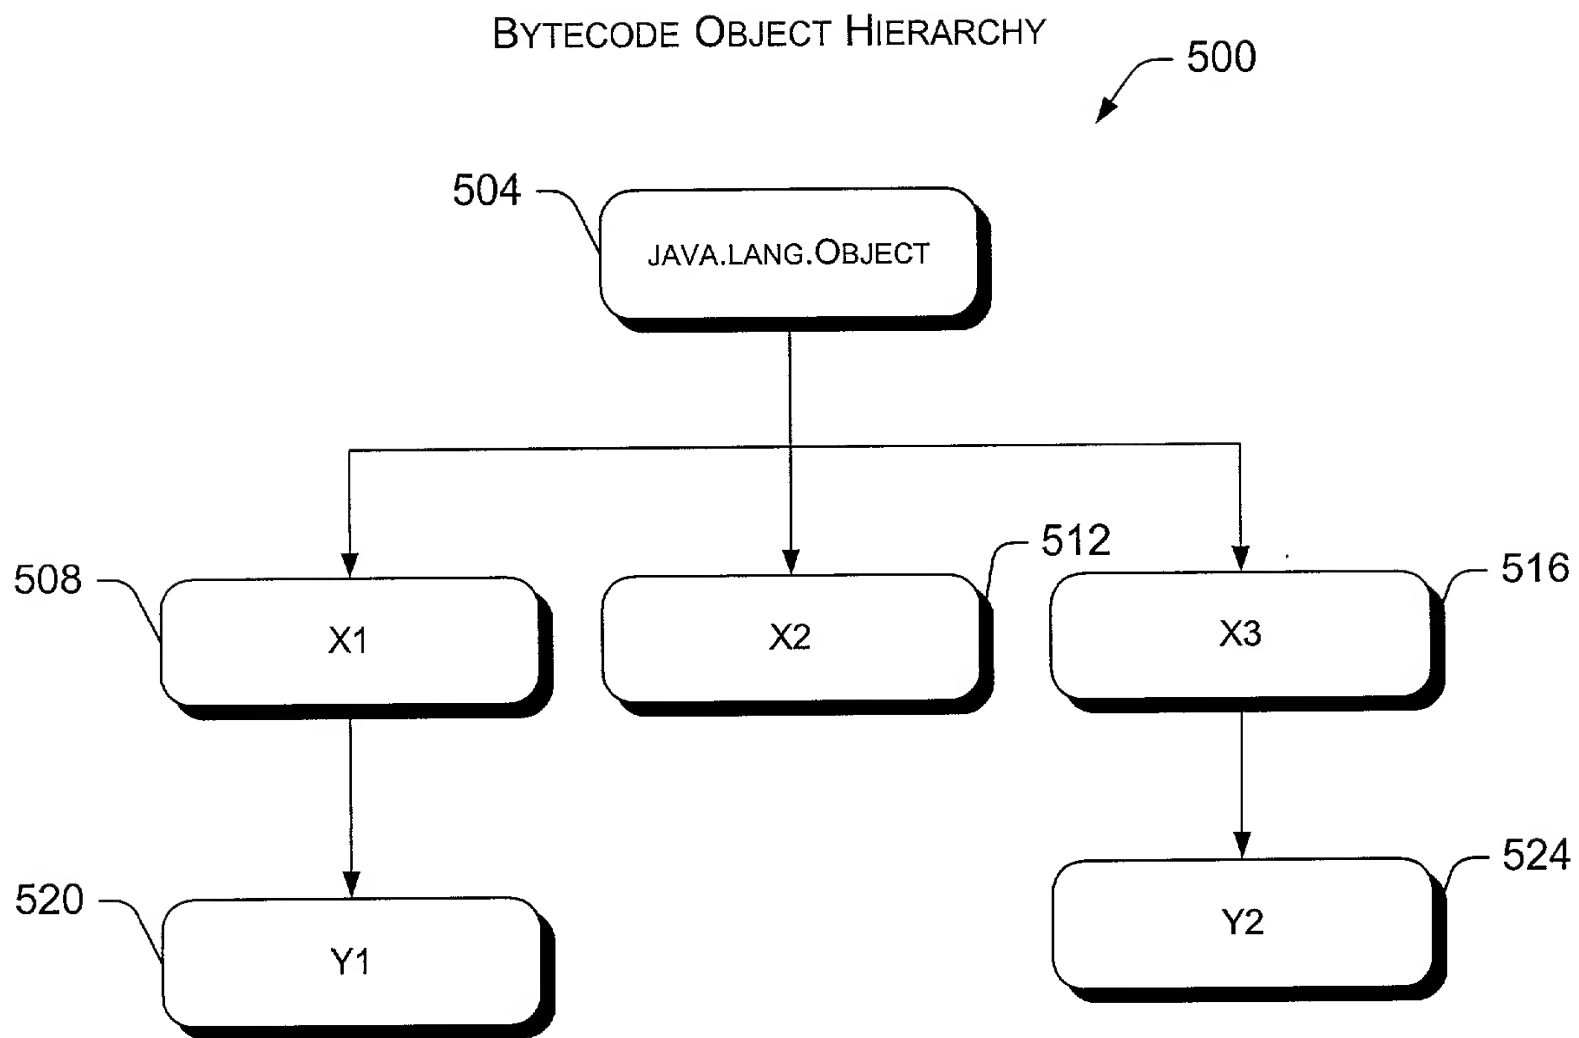 BYTECODE OBJECT HIERARCHY
500
504
JAVA.LANG.OBJECT
512
508
516
X1
X2
X3
524
520
Y2
Y1